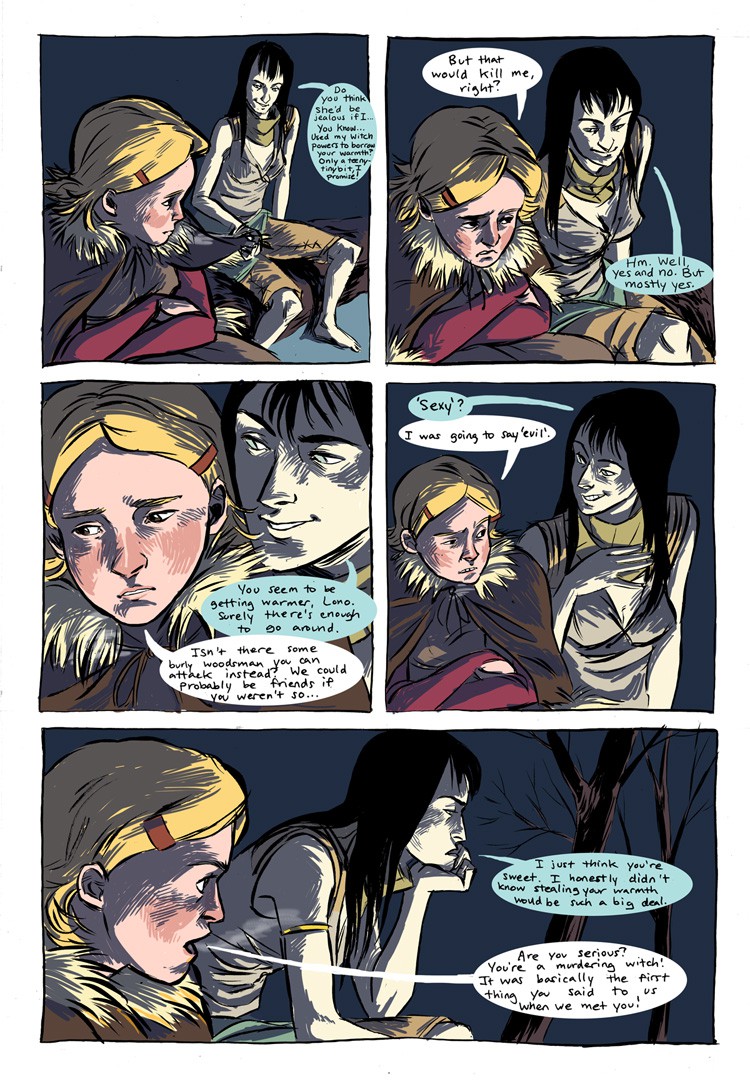 Do
you think
she'd be
jealous if I...
You know...
Used my witch
powers to borrow
your warmth?
Only a teeny-
tiny bit, I
promise!
But that
would kill me,
right?
Hm. Well,
yes and no. But
mostly yes.
You seem to be
getting warmer, Lono.
Surely there's enough
to go around.
Isn't there some
burly woodsman you can
attack instead? We could
probably be friends if
you weren't so...
'Sexy'?
I was going to say 'evil'.
I just think you're
sweet. I honestly didn't
know stealing your warmth
would be such a big deal.
Are you serious?
You're a murdering witch!
It was basically the first
thing you said to us
when we met you!